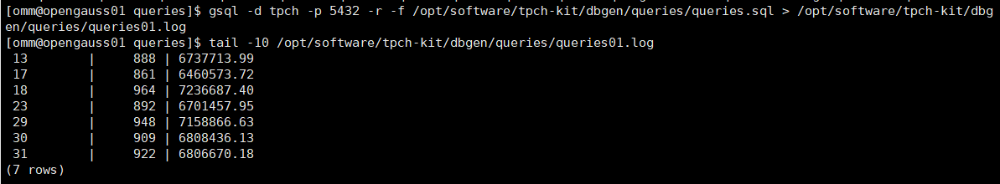 [omm@opengauss01 queries]$ gsql -d tpch -p 5432 -r -f /opt/software/tpch-kit/dbgen/queries/queries.sql > /opt/software/tpch-kit/dbg
en/queries/queries01.log
[omm@opengauss01 queries]$ tail -10 /opt/software/tpch-kit/dbgen/queries/queries01.log
 13        |     888 | 6737713.99
 17        |     861 | 6460573.72
 18        |     964 | 7236687.40
 23        |     892 | 6701457.95
 29        |     948 | 7158866.63
 30        |     909 | 6808436.13
 31        |     922 | 6806670.18
(7 rows)